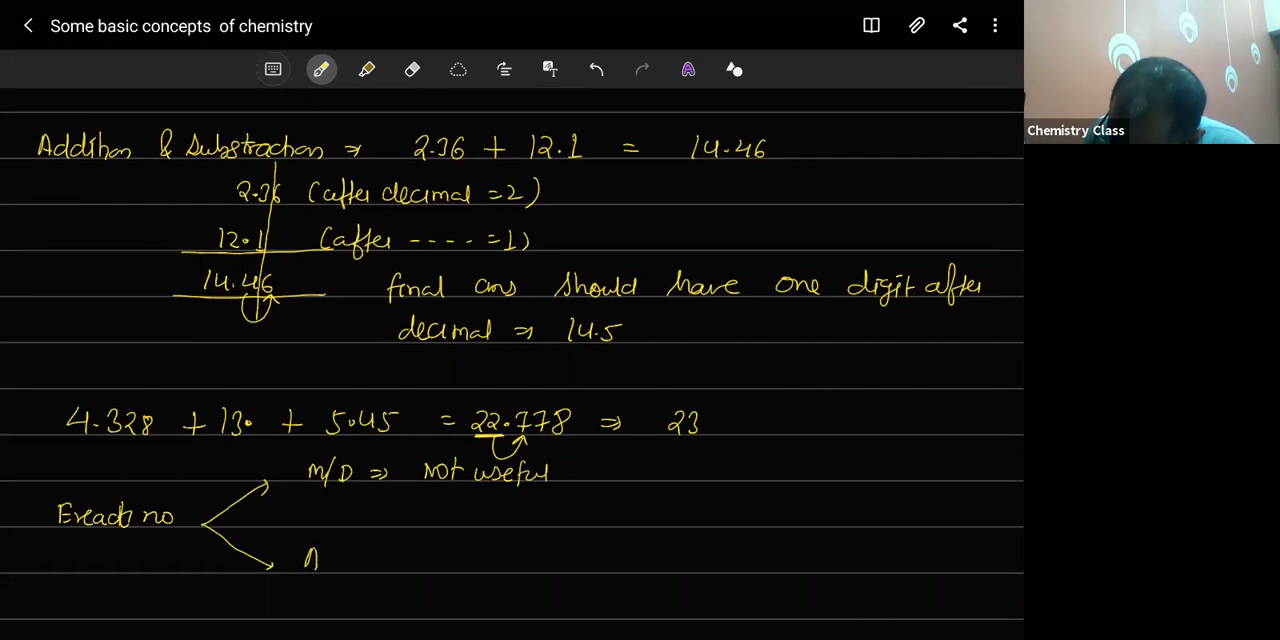 Some basic concepts of chemistry
Chemistry Class
Addition & Substraction ⇒ 2.36 + 12.1 = 14.46
2.36 (after decimal = 2)
12.1 (after ---- = 1)
14.46 final ans should have one digit after
decimal ⇒ 14.5
4.328 + 13. + 5.45 = 22.778 ⇒ 23
M/D ⇒ Not useful
Exact no
A